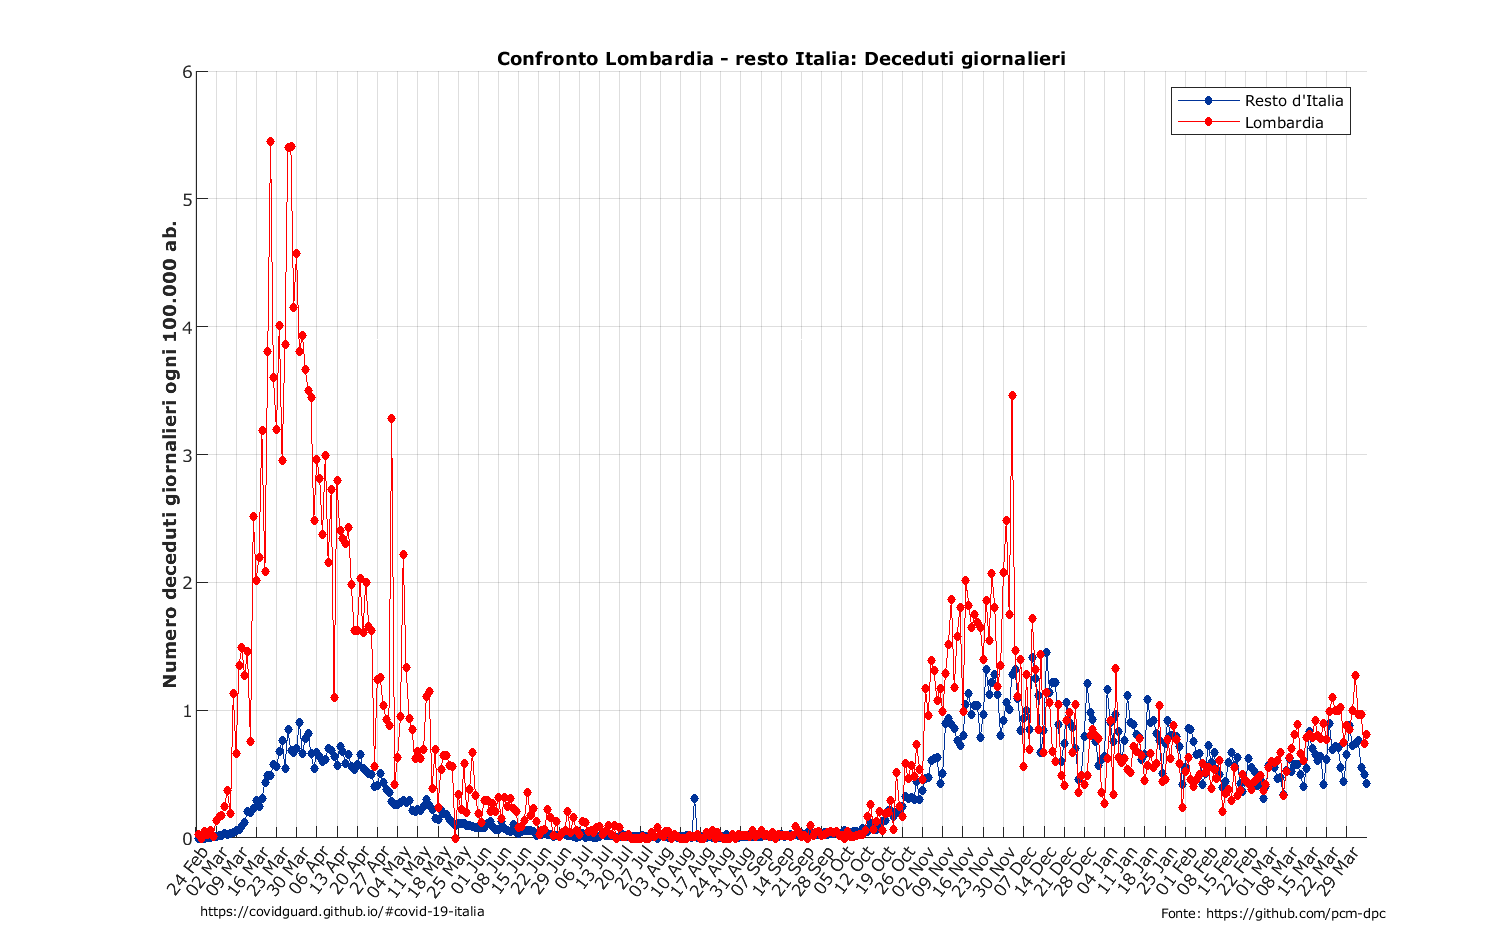 Confronto Lombardia - resto Italia: Deceduti giornalieri
6
5
4
3
2
1
0
Numero deceduti giornalieri ogni 100.000 ab.
Resto d'Italia
Lombardia
24 Feb
02 Mar
09 Mar
16 Mar
23 Mar
30 Mar
06 Apr
13 Apr
20 Apr
27 Apr
04 May
11 May
18 May
25 May
01 Jun
08 Jun
15 Jun
22 Jun
29 Jun
06 Jul
13 Jul
20 Jul
27 Jul
03 Aug
10 Aug
17 Aug
24 Aug
31 Aug
07 Sep
14 Sep
21 Sep
28 Sep
05 Oct
12 Oct
19 Oct
26 Oct
02 Nov
09 Nov
16 Nov
23 Nov
30 Nov
07 Dec
14 Dec
21 Dec
28 Dec
04 Jan
11 Jan
18 Jan
25 Jan
01 Feb
08 Feb
15 Feb
22 Feb
01 Mar
08 Mar
15 Mar
22 Mar
29 Mar
https://covidguard.github.io/#covid-19-italia
Fonte: https://github.com/pcm-dpc